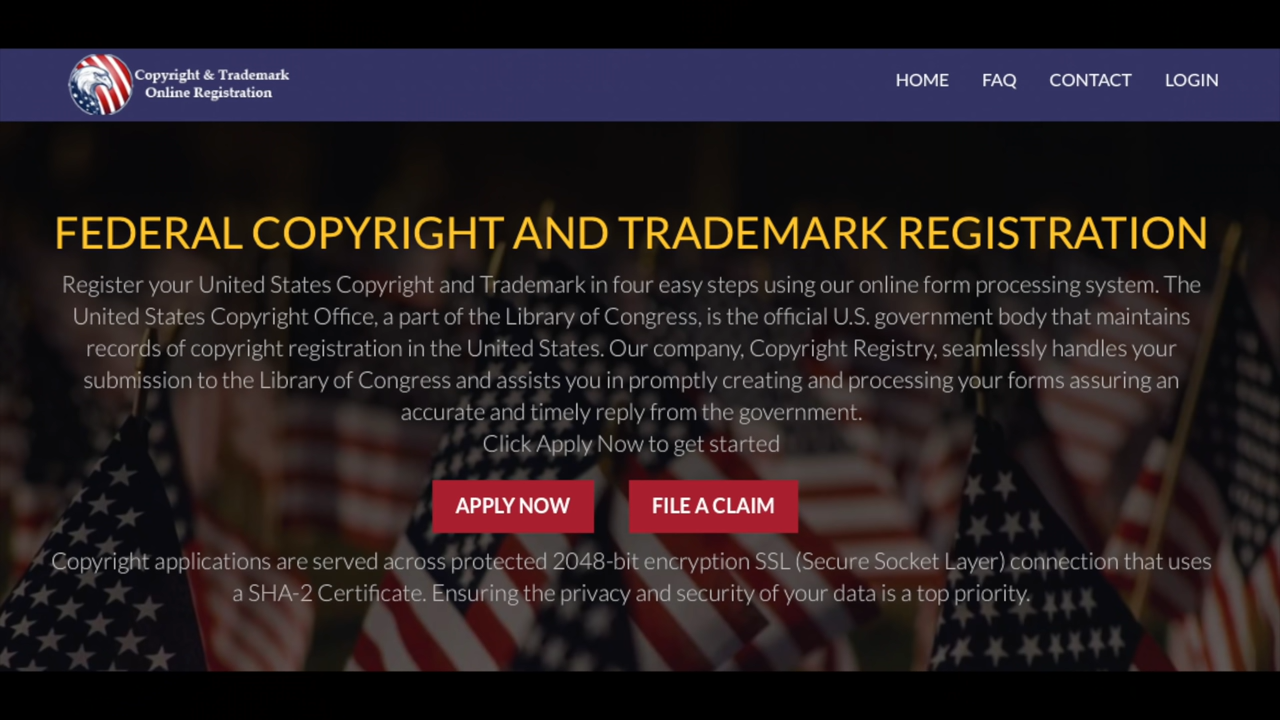 Copyright & Trademark
Online Registration
HOME FAQ CONTACT LOGIN
FEDERAL COPYRIGHT AND TRADEMARK REGISTRATION
Register your United States Copyright and Trademark in four easy steps using our online form processing system. The
United States Copyright Office, a part of the Library of Congress, is the official U.S. government body that maintains
records of copyright registration in the United States. Our company, Copyright Registry, seamlessly handles your
submission to the Library of Congress and assists you in promptly creating and processing your forms assuring an
accurate and timely reply from the government.
Click Apply Now to get started
APPLY NOW FILE A CLAIM
Copyright applications are served across protected 2048-bit encryption SSL (Secure Socket Layer) connection that uses
a SHA-2 Certificate. Ensuring the privacy and security of your data is a top priority.